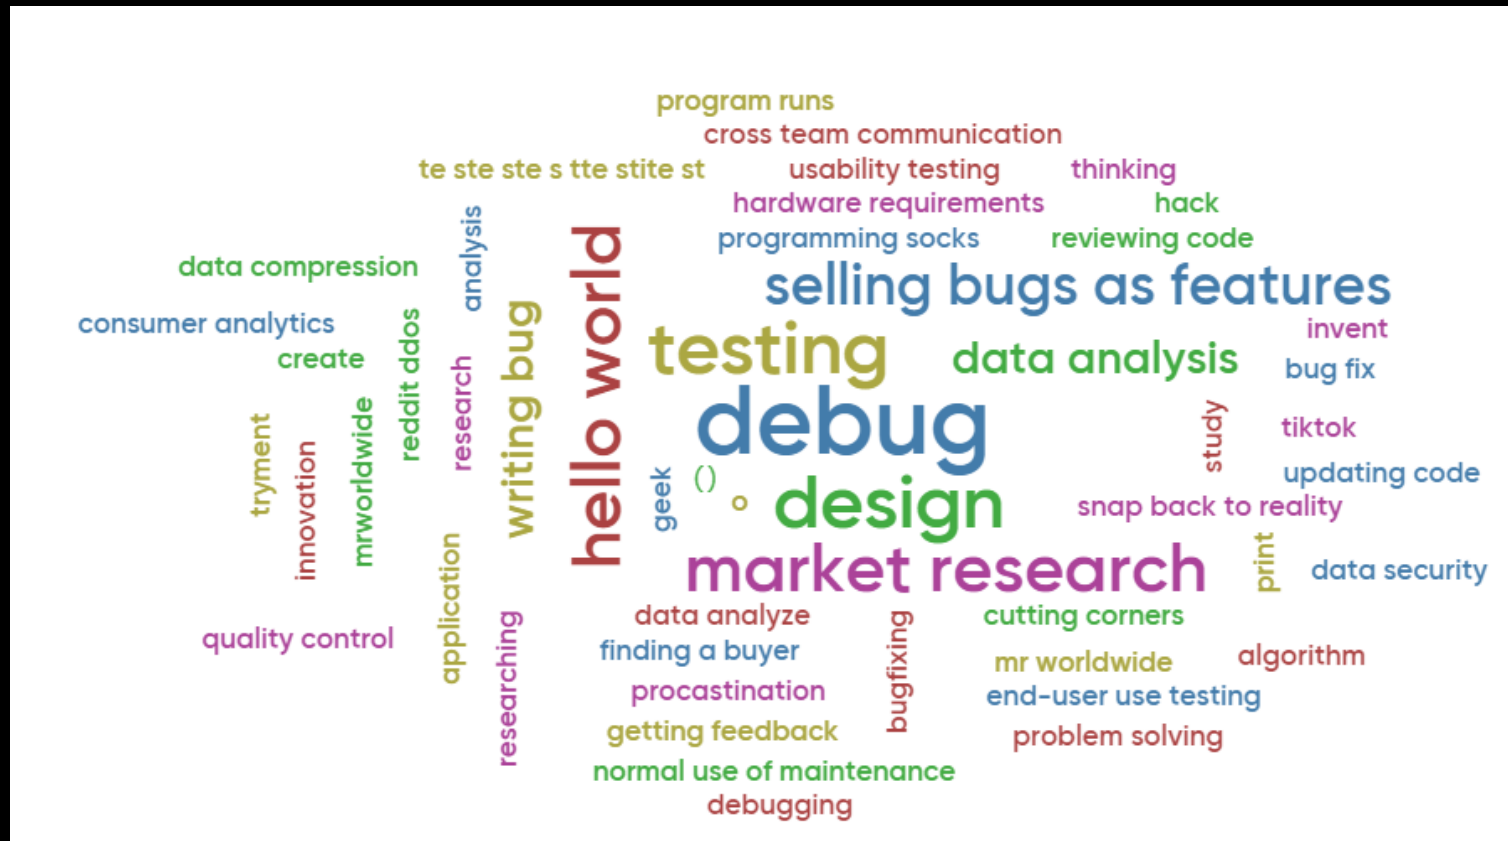 program runs
cross team communication
te ste ste s tte stite st
usability testing
thinking
hardware requirements
hack
analysis
programming socks
reviewing code
data compression
hello world
selling bugs as features
consumer analytics
writing bug
testing
invent
create
reddit ddos
data analysis
bug fix
research
debug
tryment
innovation
mrworldwide
study
tiktok
geek
()
o
design
updating code
snap back to reality
application
market research
print
data security
quality control
researching
data analyze
bugfixing
cutting corners
finding a buyer
mr worldwide
algorithm
procastination
end-user use testing
getting feedback
problem solving
normal use of maintenance
debugging